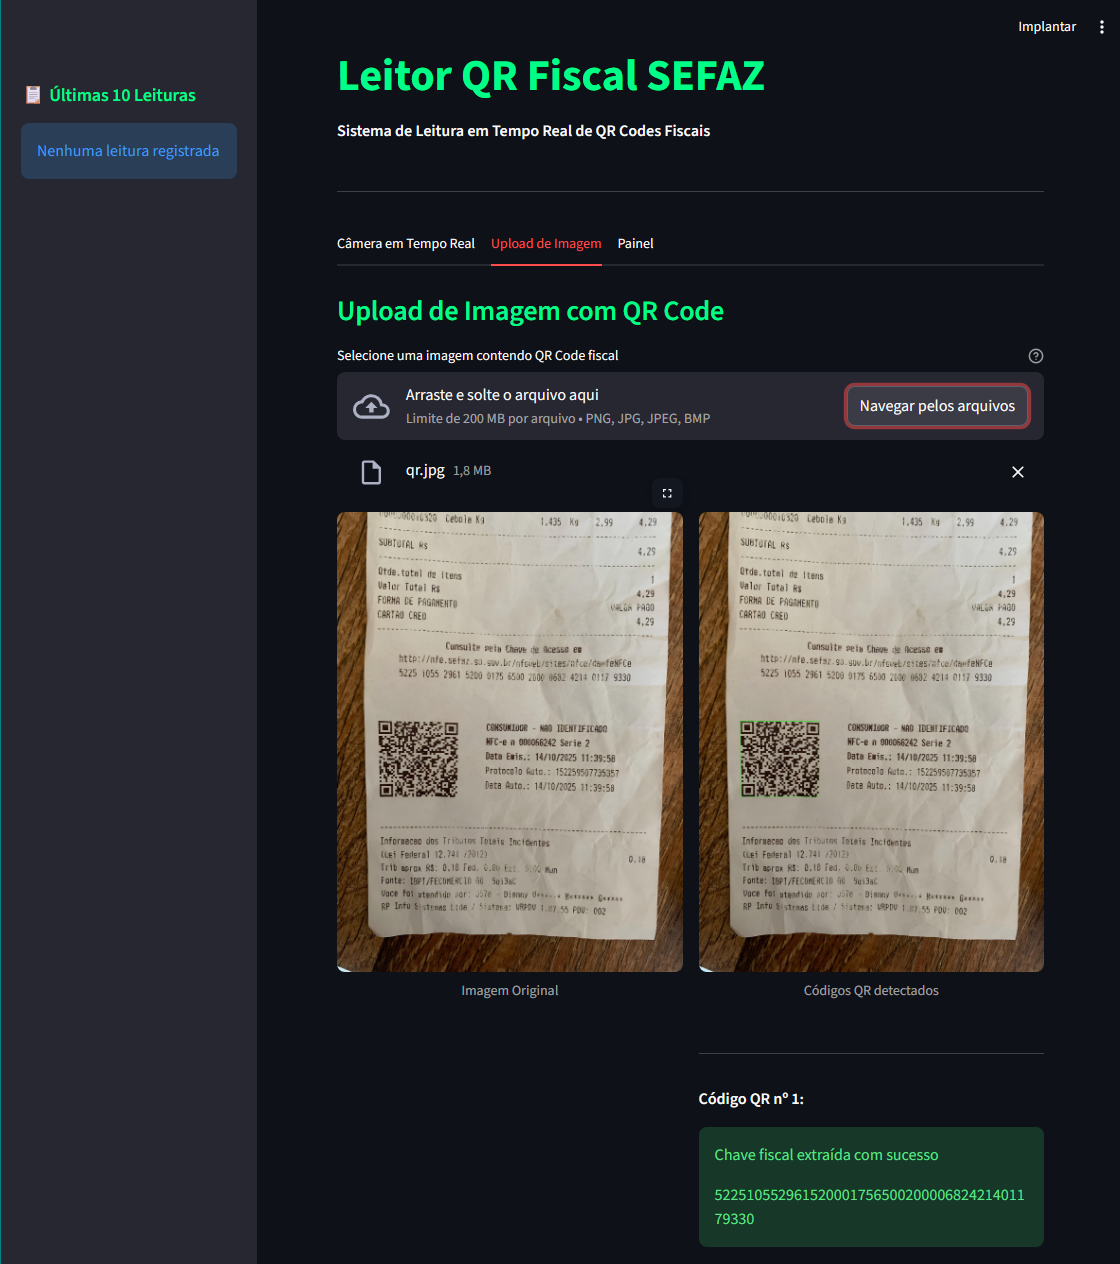 Implantar
📋 Últimas 10 Leituras
Nenhuma leitura registrada
Leitor QR Fiscal SEFAZ
Sistema de Leitura em Tempo Real de QR Codes Fiscais
Câmera em Tempo Real Upload de Imagem Painel
Upload de Imagem com QR Code
Selecione uma imagem contendo QR Code fiscal
Arraste e solte o arquivo aqui
Limite de 200 MB por arquivo • PNG, JPG, JPEG, BMP
Navegar pelos arquivos
qr.jpg 1,8 MB
Cebola Kg 1,435 Kg 2,99 4,29
SUBTOTAL R$ 4,29
Qtde.total de Itens 1
Valor Total R$ 4,29
FORMA DE PAGAMENTO VALOR PAGO
CARTAO CRED 4,29
Consulte pela Chave de Acesso em
http://nfe.sefaz.go.gov.br/nfeweb/sites/nfce/danfeNFCe
5225 1055 2961 5200 0175 6500 2000 0682 4214 0117 9330
CONSUMIDOR - NAO IDENTIFICADO
NFC-e n 000068242 Serie 2
Data Emis.: 14/10/2025 11:39:58
Protocolo Auto.: 152259507735357
Data Auto.: 14/10/2025 11:39:58
Informacao dos Tributos Totais Incidentes
(Lei Federal 12.741 /2012) 0,18
Trib aprox R$: 0,18 Fed, 0,00 Est, Mun
Fonte: IBPT/FECOMERCIO GO
Voce foi atendido por:
RP Info Sistemas Ltda / Sistema: VRPDV PDV: 002
Imagem Original
Cebola Kg 1,435 Kg 2,99 4,29
SUBTOTAL R$ 4,29
Qtde.total de Itens 1
Valor Total R$ 4,29
FORMA DE PAGAMENTO VALOR PAGO
CARTAO CRED 4,29
Consulte pela Chave de Acesso em
http://nfe.sefaz.go.gov.br/nfeweb/sites/nfce/danfeNFCe
5225 1055 2961 5200 0175 6500 2000 0682 4214 0117 9330
CONSUMIDOR - NAO IDENTIFICADO
NFC-e n 000068242 Serie 2
Data Emis.: 14/10/2025 11:39:58
Protocolo Auto.: 152259507735357
Data Auto.: 14/10/2025 11:39:58
Informacao dos Tributos Totais Incidentes
(Lei Federal 12.741 /2012) 0,18
Trib aprox R$: 0,18 Fed, 0,00 Est, Mun
Fonte: IBPT/FECOMERCIO GO
Voce foi atendido por:
RP Info Sistemas Ltda / Sistema: VRPDV PDV: 002
Códigos QR detectados
Código QR nº 1:
Chave fiscal extraída com sucesso
522510552961520001756500200006824214011
79330